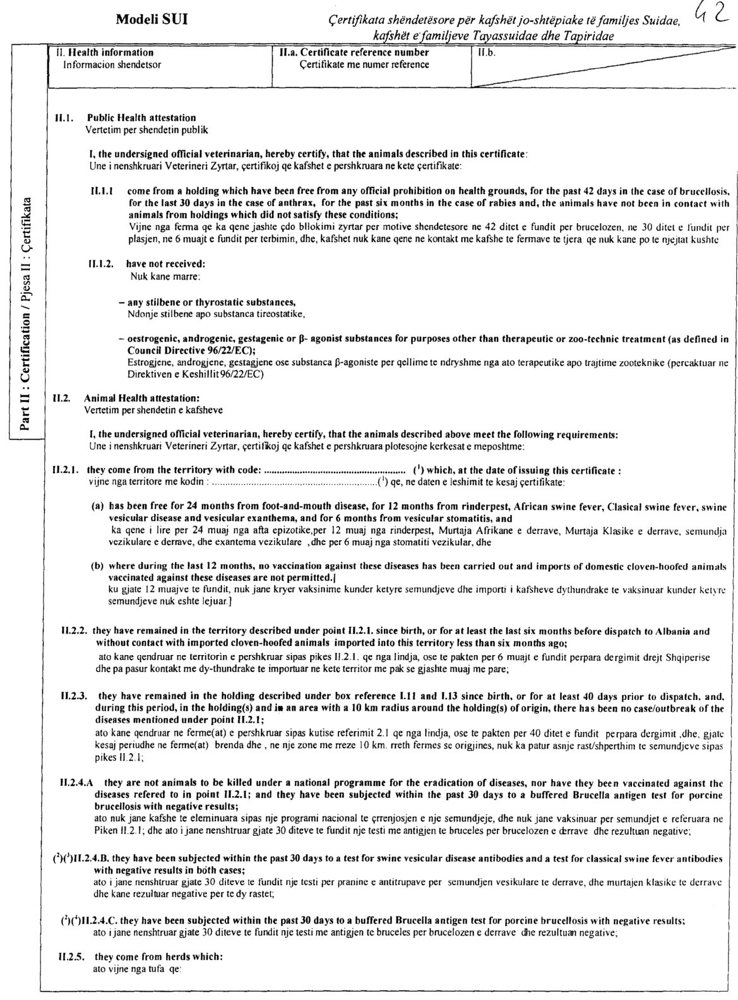 42
Modeli SUI
Çertifikata shëndetësore për kafshët jo-shtëpiake të familjes Suidae,
kafshët e familjeve Tayassuidae dhe Tapiridae
II. Health information
Informacion shendetsor
II.a. Certificate reference number
Çertifikate me numer reference
II.b.
Part II : Certification / Pjesa II : Çertifikata
II.1. Public Health attestation
Vertetim per shendetin publik
I, the undersigned official veterinarian, hereby certify, that the animals described in this certificate:
Une i nenshkruari Veterineri Zyrtar, çertifikoj qe kafshet e pershkruara ne kete çertifikate:
II.1.1 come from a holding which have been free from any official prohibition on health grounds, for the past 42 days in the case of brucellosis,
for the last 30 days in the case of anthrax, for the past six months in the case of rabies and, the animals have not been in contact with
animals from holdings which did not satisfy these conditions;
Vijne nga ferma qe ka qene jashte çdo bllokimi zyrtar per motive shendetesore ne 42 ditet e fundit per brucelozen, ne 30 ditet e fundit per
plasjen, ne 6 muajt e fundit per terbimin, dhe, kafshet nuk kane qene ne kontakt me kafshe te fermave te tjera qe nuk kane po te njejtat kushte
II.1.2. have not received:
Nuk kane marre:
– any stilbene or thyrostatic substances,
Ndonje stilbene apo substanca tireostatike,
– oestrogenic, androgenic, gestagenic or β- agonist substances for purposes other than therapeutic or zoo-technic treatment (as defined in
Council Directive 96/22/EC);
Estrogjene, androgjene, gestagjene ose substanca β-agoniste per qellime te ndryshme nga ato terapeutike apo trajtime zooteknike (percaktuar ne
Direktiven e Keshillit 96/22/EC)
II.2. Animal Health attestation:
Vertetim per shendetin e kafsheve
I, the undersigned official veterinarian, hereby certify, that the animals described above meet the following requirements:
Une i nenshkruari Veterineri Zyrtar, çertifikoj qe kafshet e pershkruara plotesojne kerkesat e meposhtme:
II.2.1. they come from the territory with code: ...................................................... (1) which, at the date of issuing this certificate :
vijne nga territore me kodin : ...............................................................(1) qe, ne daten e leshimit te kesaj çertifikate:
(a) has been free for 24 months from foot-and-mouth disease, for 12 months from rinderpest, African swine fever, Clasical swine fever, swine
vesicular disease and vesicular exanthema, and for 6 months from vesicular stomatitis, and
ka qene i lire per 24 muaj nga afta epizotike,per 12 muaj nga rinderpest, Murtaja Afrikane e derrave, Murtaja Klasike e derrave, semundja
vezikulare e derrave, dhe exantema vezikulare ,dhe per 6 muaj nga stomatiti vezikular, dhe
(b) where during the last 12 months, no vaccination against these diseases has been carried out and imports of domestic cloven-hoofed animals
vaccinated against these diseases are not permitted.]
ku gjate 12 muajve te fundit, nuk jane kryer vaksinime kunder ketyre semundjeve dhe importi i kafsheve dythundrake te vaksinuar kunder ketyre
semundjeve nuk eshte lejuar.]
II.2.2. they have remained in the territory described under point II.2.1. since birth, or for at least the last six months before dispatch to Albania and
without contact with imported cloven-hoofed animals imported into this territory less than six months ago;
ato kane qendruar ne territorin e pershkruar sipas pikes II.2.1. qe nga lindja, ose te pakten per 6 muajt e fundit perpara dergimit drejt Shqiperise
dhe pa pasur kontakt me dy-thundrake te importuar ne kete territor me pak se gjashte muaj me pare;
II.2.3. they have remained in the holding described under box reference I.11 and I.13 since birth, or for at least 40 days prior to dispatch, and,
during this period, in the holding(s) and in an area with a 10 km radius around the holding(s) of origin, there has been no case/outbreak of the
diseases mentioned under point II.2.1;
ato kane qendruar ne ferme(at) e pershkruar sipas kutise referimit 2.1 qe nga lindja, ose te pakten per 40 ditet e fundit perpara dergimit ,dhe, gjate
kesaj periudhe ne ferme(at) brenda dhe , ne nje zone me rreze 10 km. rreth fermes se origjines, nuk ka patur asnje rast/shperthim te semundjeve sipas
pikes II.2.1;
II.2.4.A they are not animals to be killed under a national programme for the eradication of diseases, nor have they been vaccinated against the
diseases refered to in point II.2.1; and they have been subjected within the past 30 days to a buffered Brucella antigen test for porcine
brucellosis with negative results;
ato nuk jane kafshe te eleminuara sipas nje programi nacional te çrrenjosjen e nje semundjeje, dhe nuk jane vaksinuar per semundjet e referuara ne
Piken II.2.1; dhe ato i jane nenshtruar gjate 30 diteve te fundit nje testi me antigjen te bruceles per brucelozen e derrave dhe rezultuan negative;
(2)(3)II.2.4.B. they have been subjected within the past 30 days to a test for swine vesicular disease antibodies and a test for classical swine fever antibodies
with negative results in both cases;
ato i jane nenshtruar gjate 30 diteve te fundit nje testi per pranine e antitrupave per semundjen vesikulare te derrave, dhe murtajen klasike te derrave
dhe kane rezultuar negative per te dy rastet;
(2)(4)II.2.4.C. they have been subjected within the past 30 days to a buffered Brucella antigen test for porcine brucellosis with negative results;
ato i jane nenshtruar gjate 30 diteve te fundit nje testi me antigjen te bruceles per brucelozen e derrave dhe rezultuan negative;
II.2.5. they come from herds which:
ato vijne nga tufa qe: